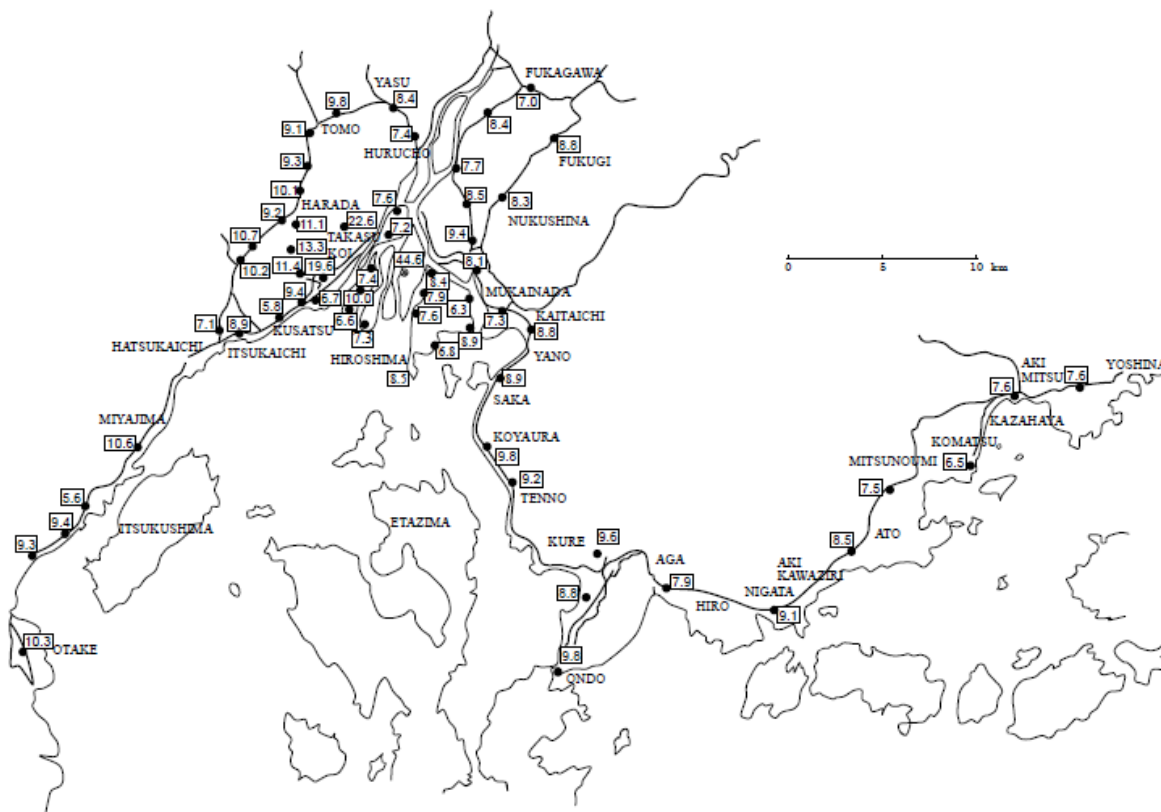 FUKAGAWA
YASU
9.8
8.4
7.0
8.4
9.1
TOMO
7.4
HURUCHO
8.8
FUKUGI
9.3
7.7
10.1
HARADA
7.6
8.5
8.3
NUKUSHINA
9.2
11.1
22.6
TAKASU
KOI
7.2
9.4
10.7
13.3
10.2
11.4
19.6
44.6
8.1
0 5 10 km
7.4
8.4
MUKAINADA
9.4
6.7
10.0
7.9
6.3
5.8
6.6
7.6
7.3
KAITAICHI
7.1
8.9
KUSATSU
7.3
8.9
8.8
HATSUKAICHI
ITSUKAICHI
HIROSHIMA
6.8
YANO
8.5
8.9
SAKA
AKI
MITSU
7.6
7.6
YOSHINA
MIYAJIMA
KAZAHAYA
10.6
KOYAURA
9.8
KOMATSU
MITSUNOUMI
6.5
9.2
TENNO
7.5
5.6
9.4
ITSUKUSHIMA
ETAZIMA
9.3
KURE
9.6
8.5
ATO
AGA
AKI
KAWAZIRI
7.9
HIRO
NIGATA
9.1
8.8
10.3
OTAKE
9.8
ONDO